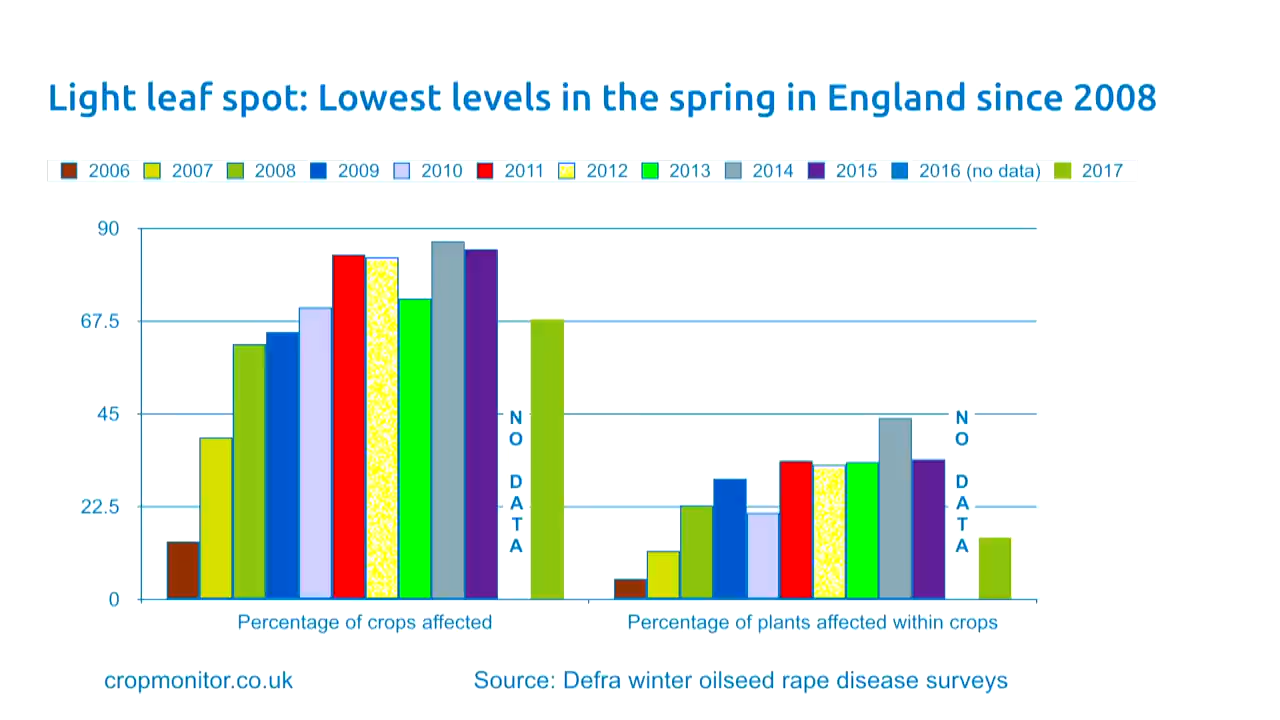 Light leaf spot: Lowest levels in the spring in England since 2008
2006 2007 2008 2009 2010 2011 2012 2013 2014 2015 2016 (no data) 2017
90
67.5
45
22.5
0
NO DATA
NO DATA
Percentage of crops affected
Percentage of plants affected within crops
cropmonitor.co.uk
Source: Defra winter oilseed rape disease surveys